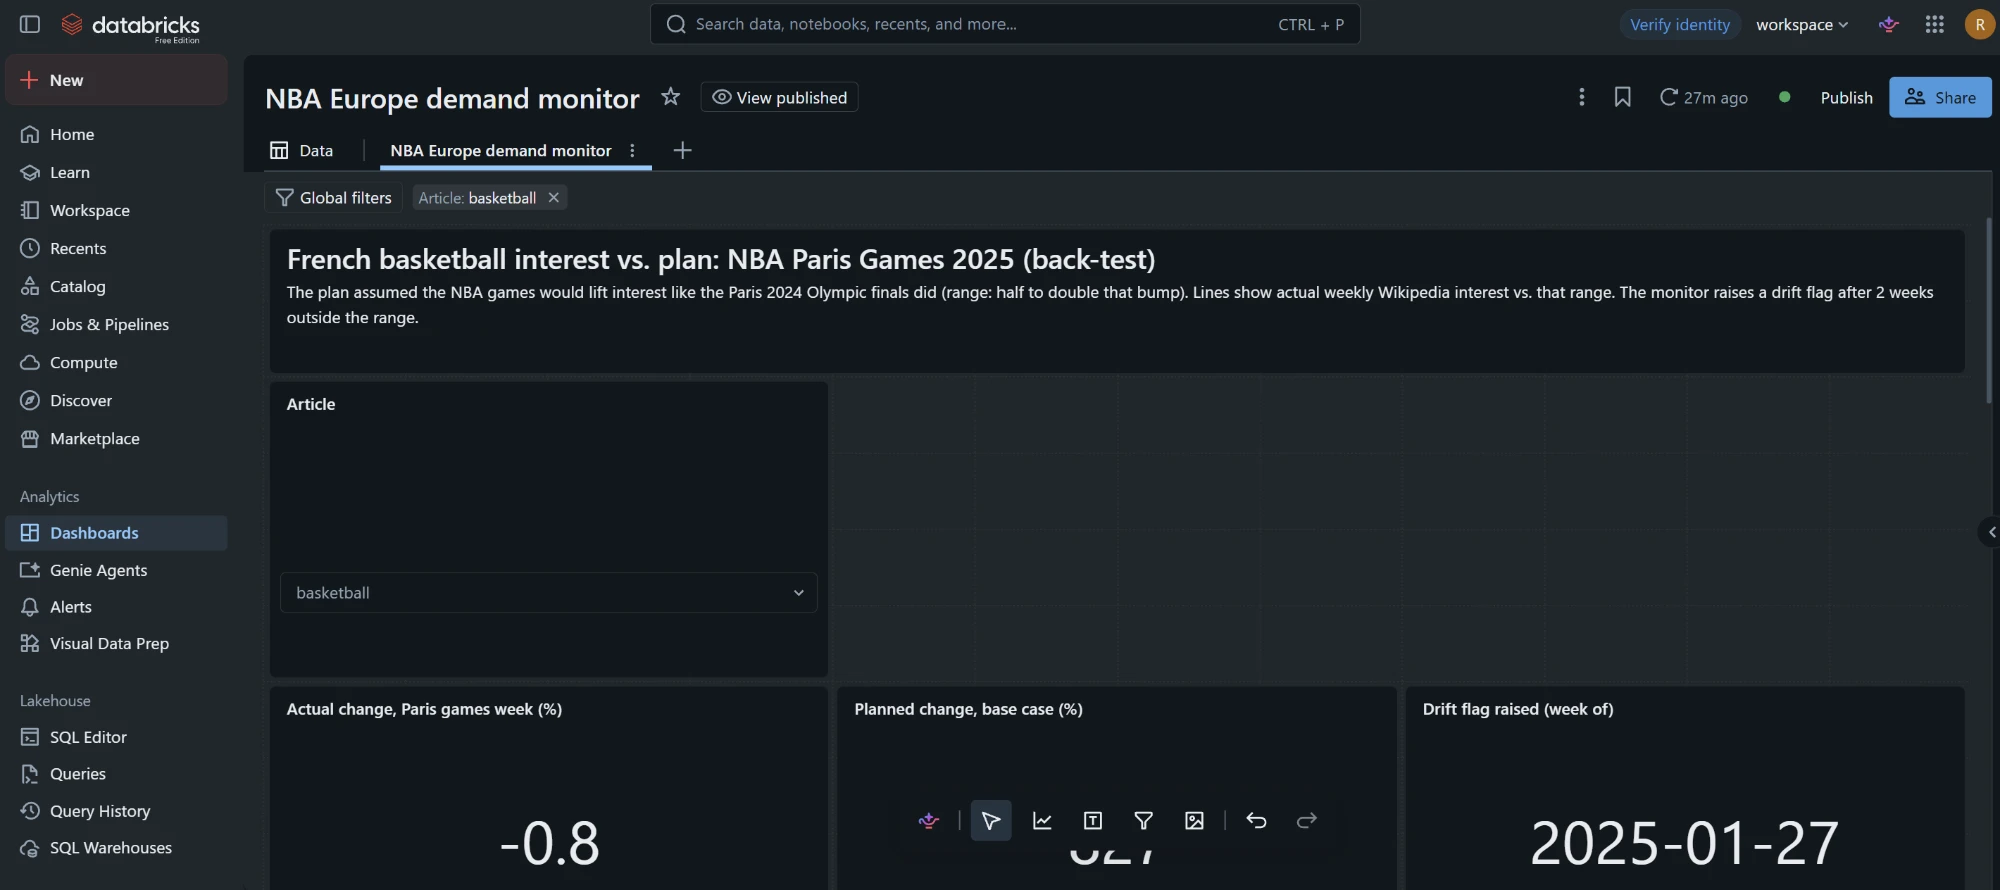 databricks
Free Edition
Search data, notebooks, recents, and more...
CTRL + P
Verify identity
workspace
R
New
Home
Learn
Workspace
Recents
Catalog
Jobs & Pipelines
Compute
Discover
Marketplace
Analytics
Dashboards
Genie Agents
Alerts
Visual Data Prep
Lakehouse
SQL Editor
Queries
Query History
SQL Warehouses
NBA Europe demand monitor
View published
27m ago
Publish
Share
Data
NBA Europe demand monitor
Global filters
Article: basketball
French basketball interest vs. plan: NBA Paris Games 2025 (back-test)
The plan assumed the NBA games would lift interest like the Paris 2024 Olympic finals did (range: half to double that bump). Lines show actual weekly Wikipedia interest vs. that range. The monitor raises a drift flag after 2 weeks
outside the range.
Article
basketball
Actual change, Paris games week (%)
-0.8
Planned change, base case (%)
Drift flag raised (week of)
2025-01-27